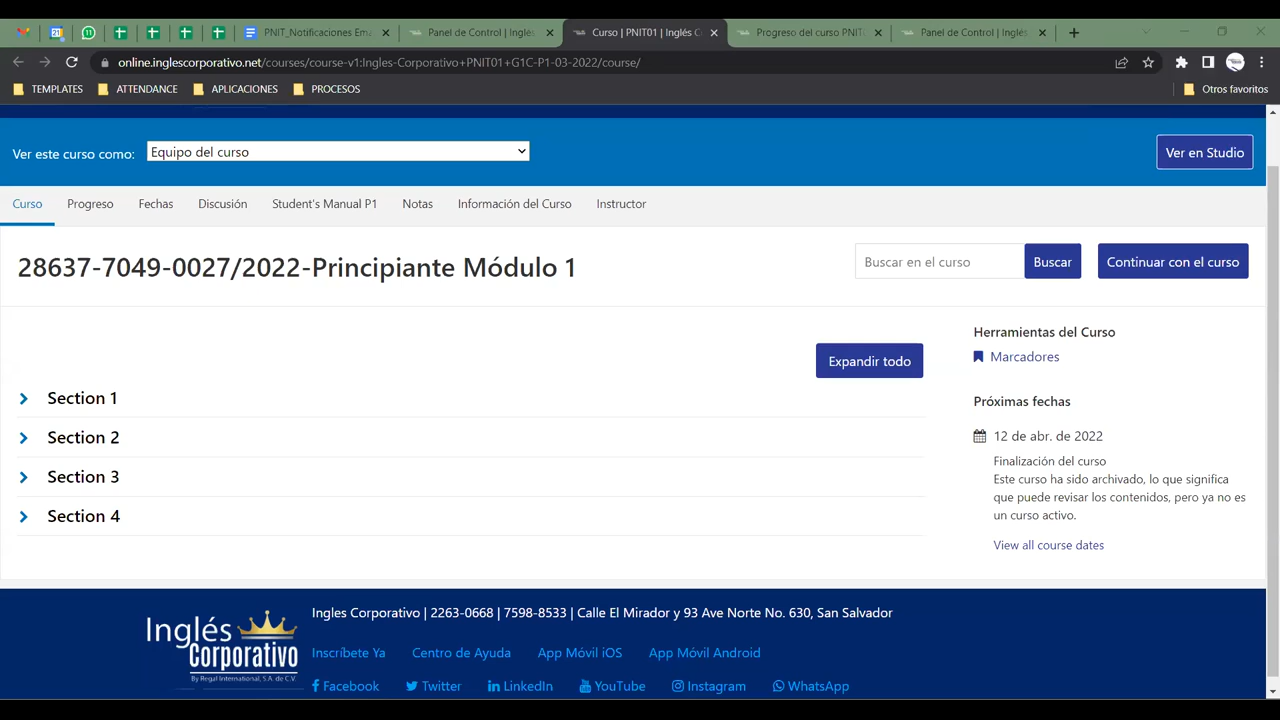 PNIT_Notificaciones Ema
Panel de Control | Inglés
Curso | PNIT01 | Inglés C
Progreso del curso PNIT
Panel de Control | Inglés
online.inglescorporativo.net/courses/course-v1:Ingles-Corporativo+PNIT01+G1C-P1-03-2022/course/
TEMPLATES
ATTENDANCE
APLICACIONES
PROCESOS
Otros favoritos
Ver este curso como:
Equipo del curso
Ver en Studio
Curso
Progreso
Fechas
Discusión
Student's Manual P1
Notas
Información del Curso
Instructor
28637-7049-0027/2022-Principiante Módulo 1
Buscar en el curso
Buscar
Continuar con el curso
Expandir todo
Section 1
Section 2
Section 3
Section 4
Herramientas del Curso
Marcadores
Próximas fechas
12 de abr. de 2022
Finalización del curso
Este curso ha sido archivado, lo que significa
que puede revisar los contenidos, pero ya no es
un curso activo.
View all course dates
Inglés
Corporativo
By Regal International, S.A. de C.V.
Ingles Corporativo | 2263-0668 | 7598-8533 | Calle El Mirador y 93 Ave Norte No. 630, San Salvador
Inscríbete Ya
Centro de Ayuda
App Móvil iOS
App Móvil Android
Facebook
Twitter
LinkedIn
YouTube
Instagram
WhatsApp